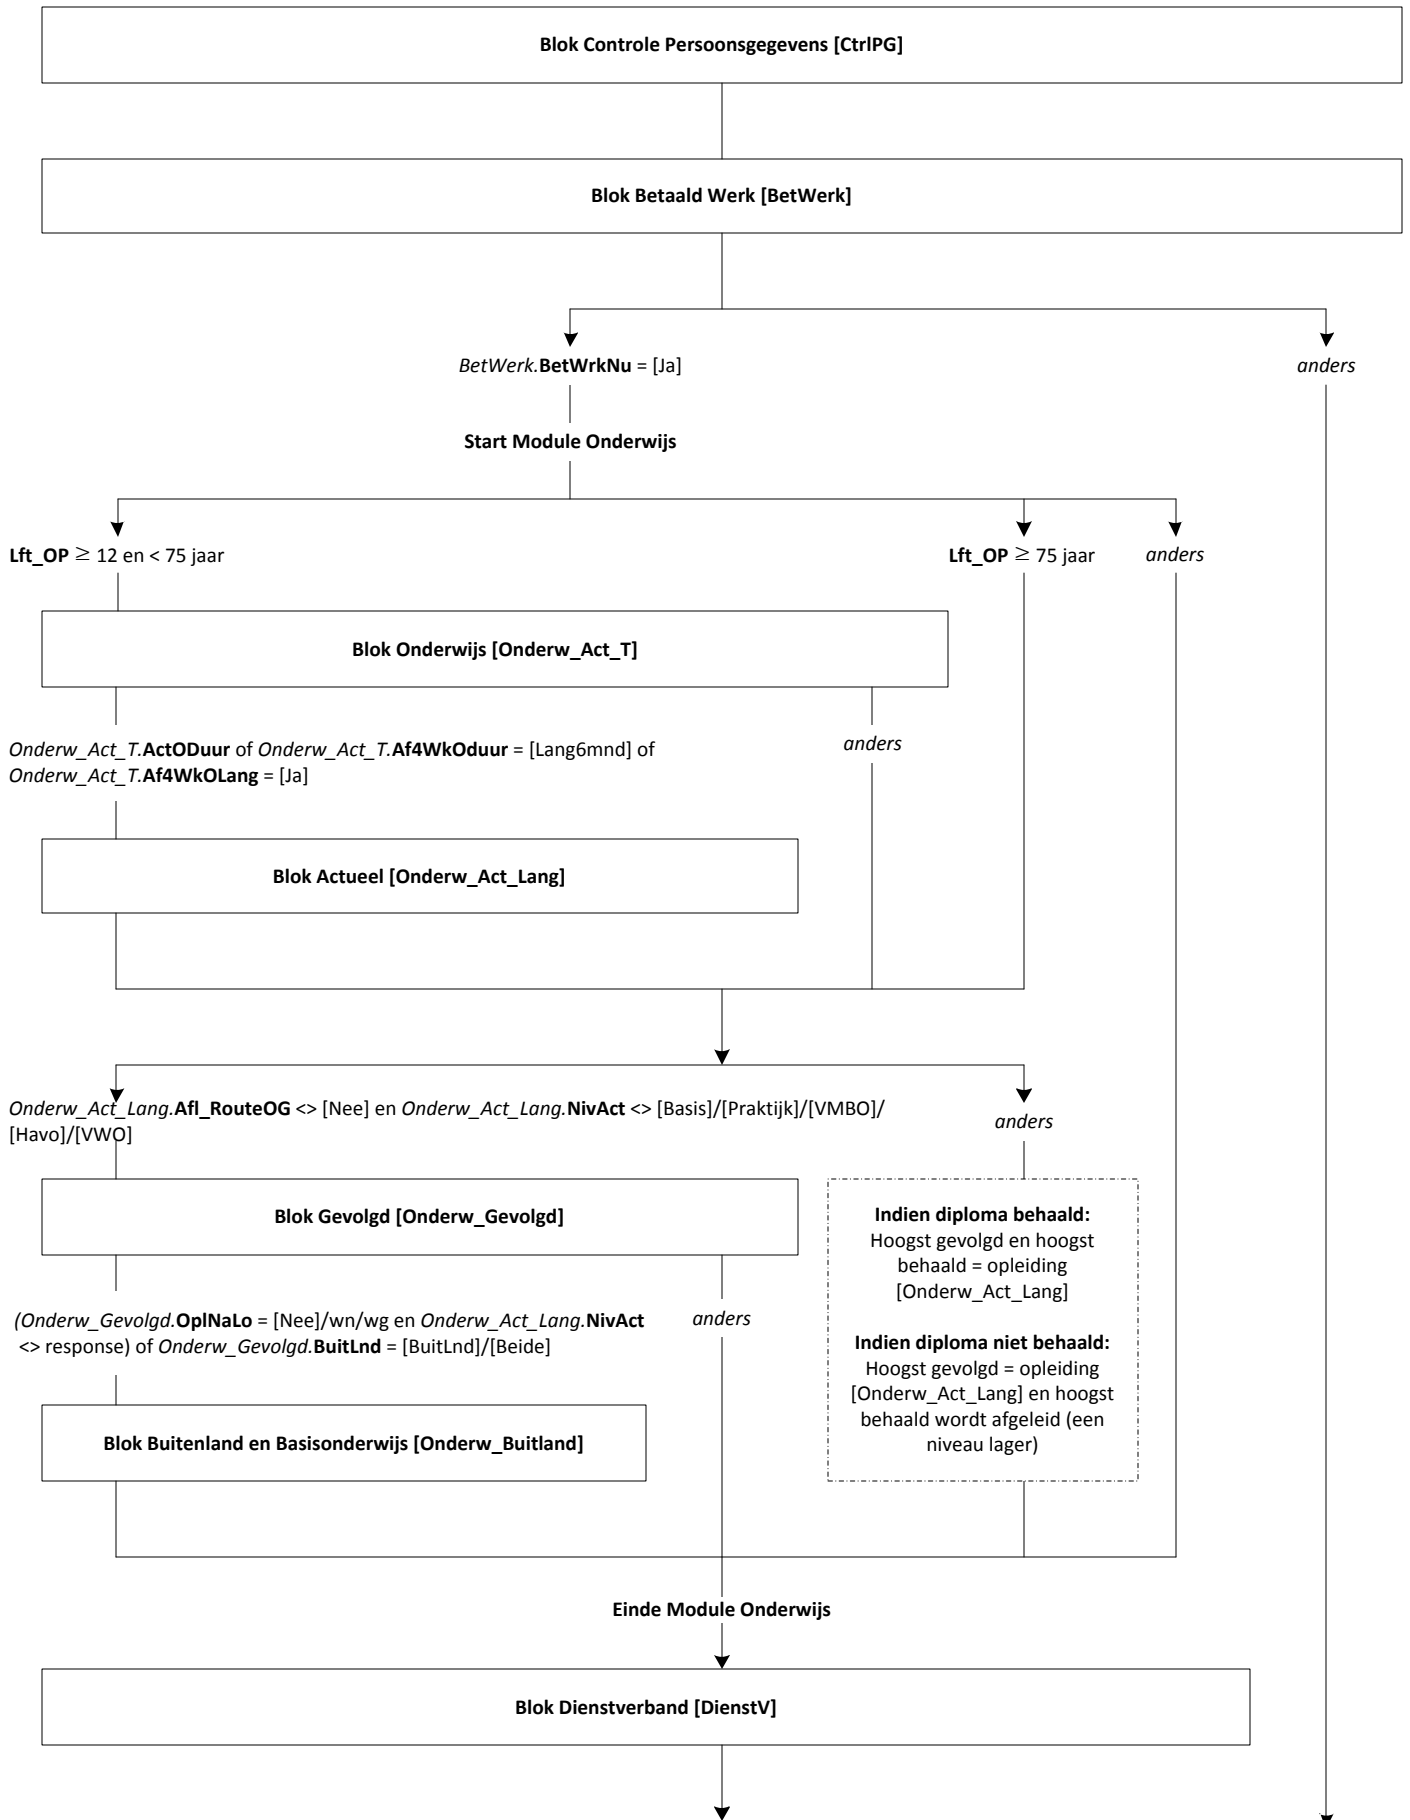 Blok Controle Persoonsgegevens [CtrlPG]
Blok Betaald Werk [BetWerk]
BetWerk.BetWrkNu = [Ja]
anders
Start Module Onderwijs
Lft_OP ≥ 12 en < 75 jaar
Lft_OP ≥ 75 jaar
anders
Blok Onderwijs [Onderw_Act_T]
Onderw_Act_T.ActODuur of Onderw_Act_T.Af4WkOduur = [Lang6mnd] of
Onderw_Act_T.Af4WkOLang = [Ja]
anders
Blok Actueel [Onderw_Act_Lang]
Onderw_Act_Lang.Afl_RouteOG <> [Nee] en Onderw_Act_Lang.NivAct <> [Basis]/[Praktijk]/[VMBO]/
[Havo]/[VWO]
anders
Blok Gevolgd [Onderw_Gevolgd]
Indien diploma behaald:
Hoogst gevolgd en hoogst
behaald = opleiding
[Onderw_Act_Lang]
Indien diploma niet behaald:
Hoogst gevolgd = opleiding
[Onderw_Act_Lang] en hoogst
behaald wordt afgeleid (een
niveau lager)
(Onderw_Gevolgd.OplNaLo = [Nee]/wn/wg en Onderw_Act_Lang.NivAct
<> response) of Onderw_Gevolgd.BuitLnd = [BuitLnd]/[Beide]
anders
Blok Buitenland en Basisonderwijs [Onderw_Buitland]
Einde Module Onderwijs
Blok Dienstverband [DienstV]